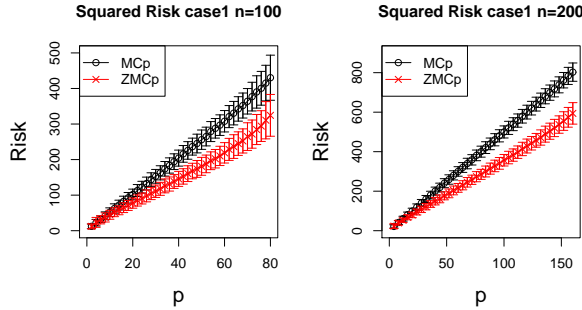 Squared Risk case1 n=100
MCp
ZMCp
Risk
500
400
300
200
100
0
0 20 40 60 80
p
Squared Risk case1 n=200
MCp
ZMCp
Risk
800
600
400
200
0
0 50 100 150
p